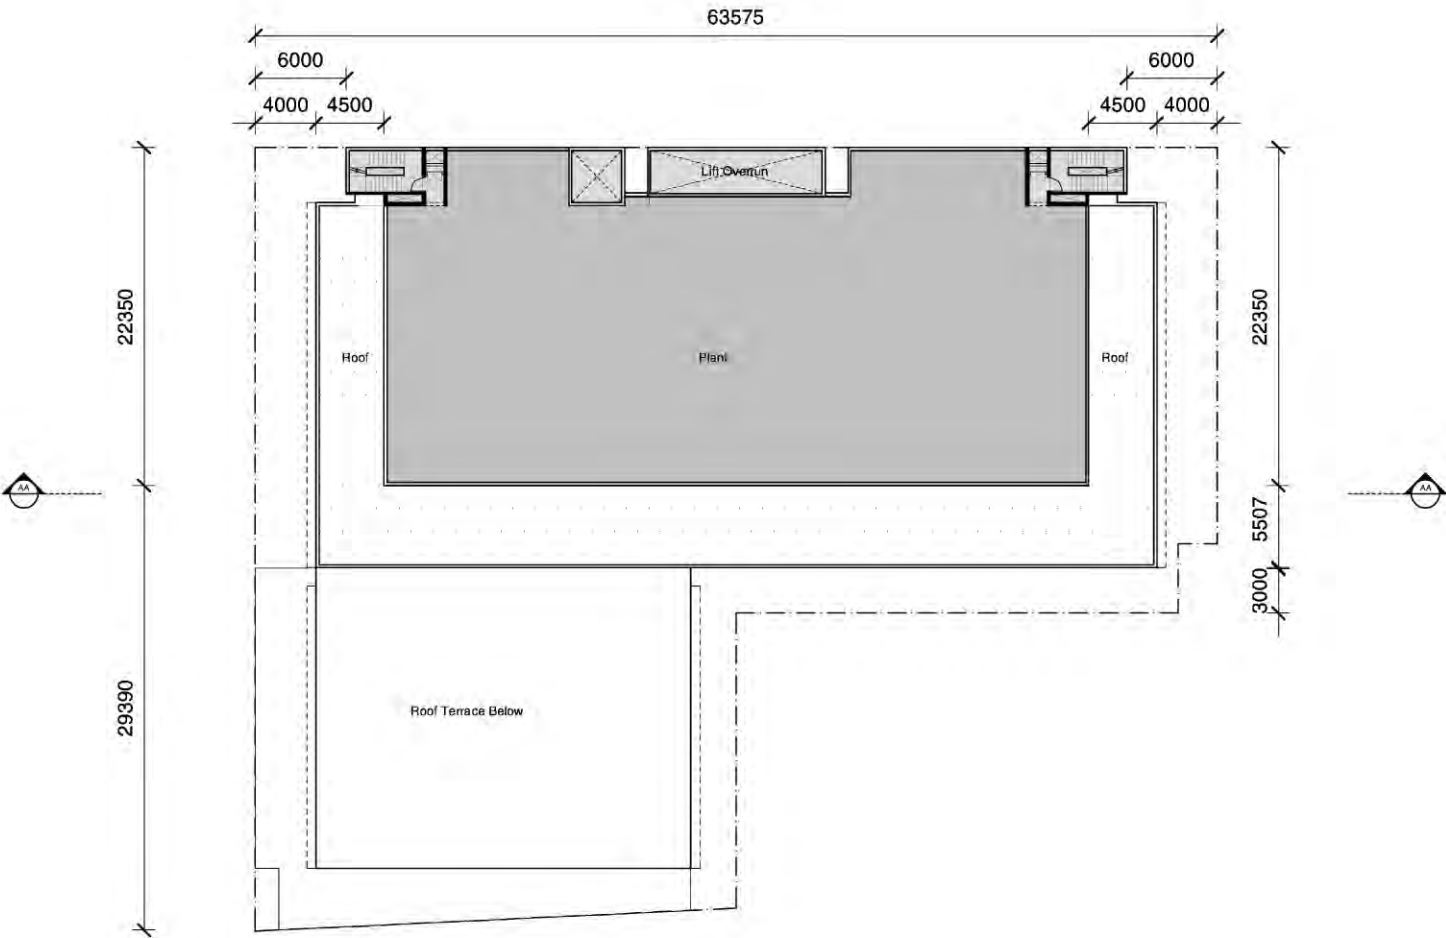 63575
6000 6000
4000 4500 4500 4000
Lift Overrun
22350 22350
Roof Plant Roof
AA AA
5507
3000
29390
Roof Terrace Below